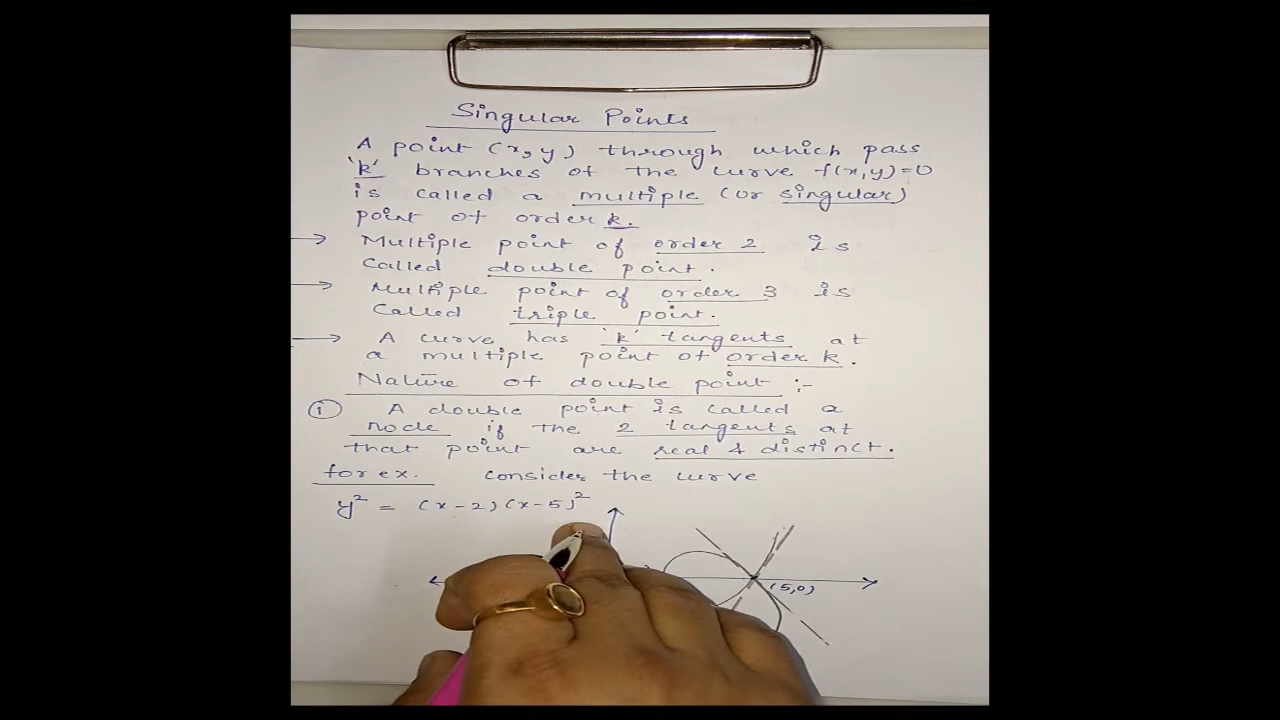 Singular Points
A point (x, y) through which pass
'k' branches of the curve f(x,y)=0
is called a multiple (or singular)
point of order k.
→ Multiple point of order 2 is
called double point.
→ Multiple point of order 3 is
called triple point.
→ A curve has 'k' tangents at
a multiple point of order k.
Nature of double point :-
(i) A double point is called a
node if the 2 tangents at
that point are real & distinct.
for ex. consider the curve
y² = (x-2)(x-5)²
(5,0)